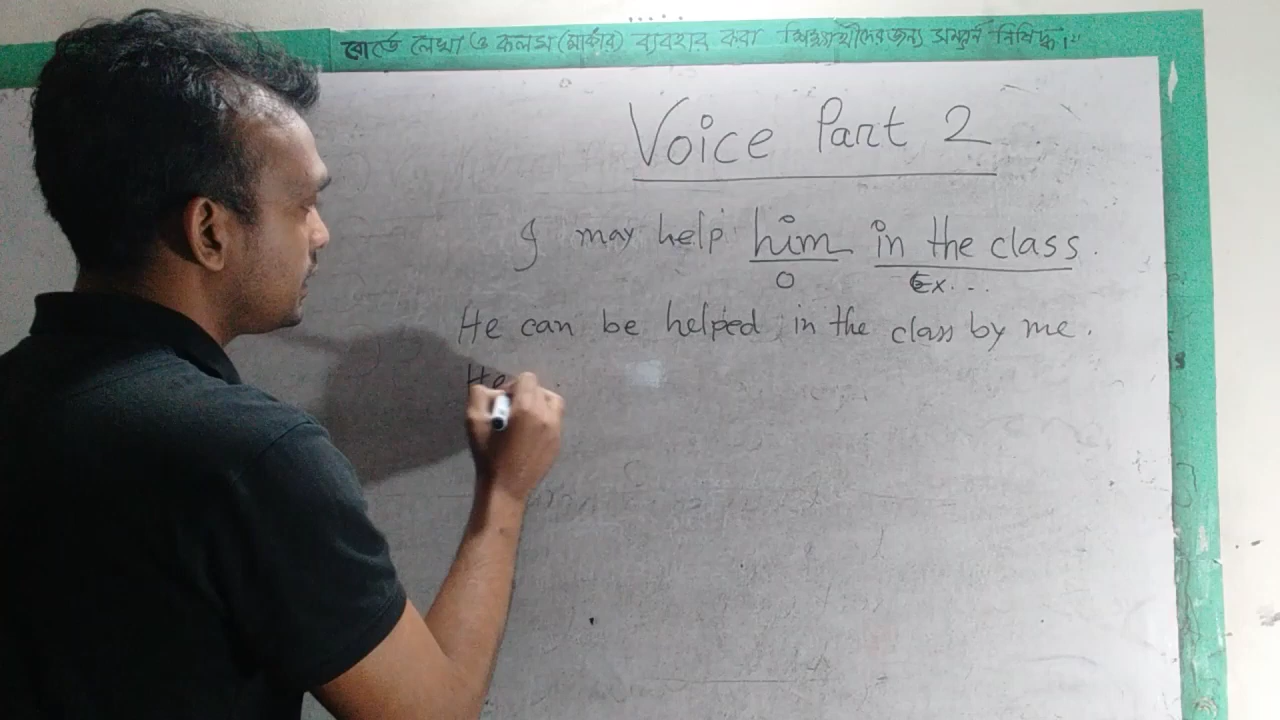 বোর্ডে লেখা ও কলম (মার্কার) ব্যবহার করা শিক্ষার্থীদের জন্য সম্পূর্ন নিষিদ্ধ।"
Voice Part 2
I may help him in the class.
O Ex...
He can be helped in the class by me.
He